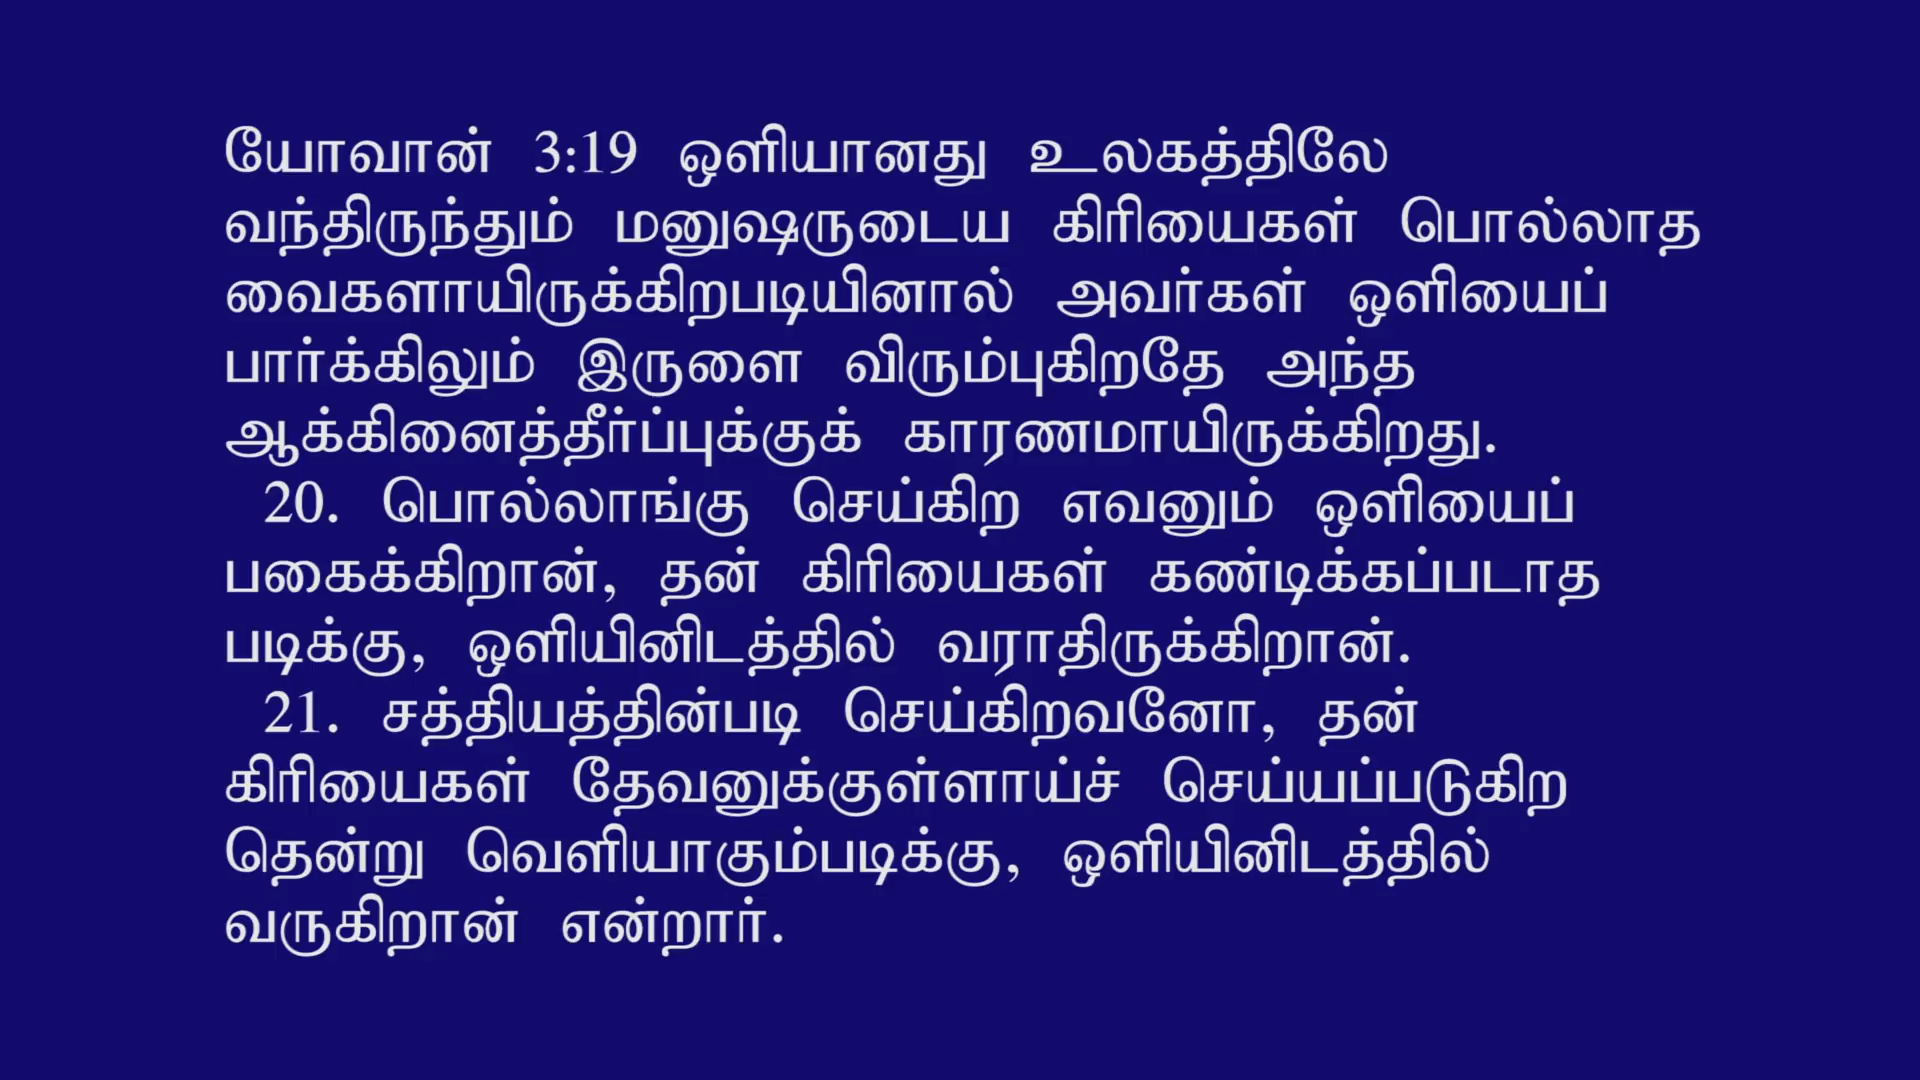 யோவான் 3:19 ஒளியானது உலகத்திலே
வந்திருந்தும் மனுஷருடைய கிரியைகள் பொல்லாத
வைகளாயிருக்கிறபடியினால் அவர்கள் ஒளியைப்
பார்க்கிலும் இருளை விரும்புகிறதே அந்த
ஆக்கினைத்தீர்ப்புக்குக் காரணமாயிருக்கிறது.
20. பொல்லாங்கு செய்கிற எவனும் ஒளியைப்
பகைக்கிறான், தன் கிரியைகள் கண்டிக்கப்படாத
படிக்கு, ஒளியினிடத்தில் வராதிருக்கிறான்.
21. சத்தியத்தின்படி செய்கிறவனோ, தன்
கிரியைகள் தேவனுக்குள்ளாய்ச் செய்யப்படுகிற
தென்று வெளியாகும்படிக்கு, ஒளியினிடத்தில்
வருகிறான் என்றார்.